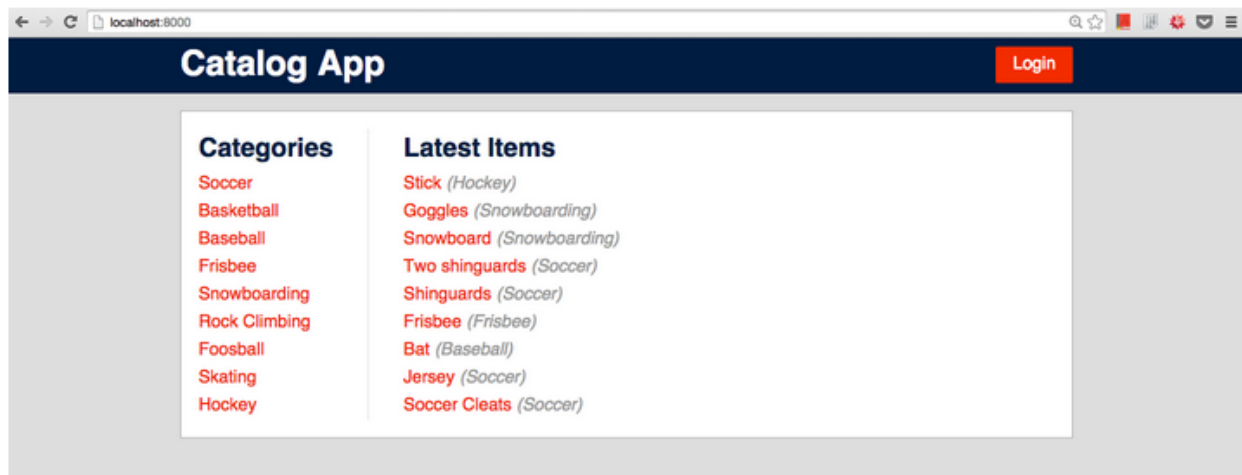 localhost:8000
Catalog App
Login
Categories
Soccer
Basketball
Baseball
Frisbee
Snowboarding
Rock Climbing
Foosball
Skating
Hockey
Latest Items
Stick (Hockey)
Goggles (Snowboarding)
Snowboard (Snowboarding)
Two shinguards (Soccer)
Shinguards (Soccer)
Frisbee (Frisbee)
Bat (Baseball)
Jersey (Soccer)
Soccer Cleats (Soccer)